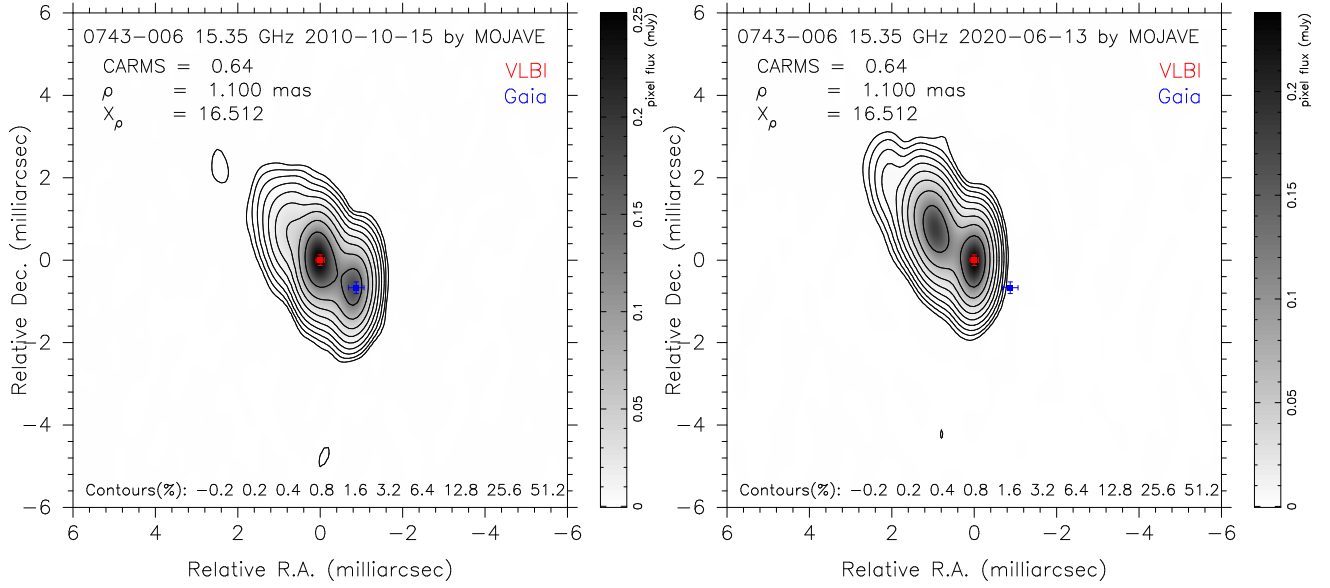 0743-006 15.35 GHz 2010-10-15 by MOJAVE
CARMS = 0.64
ρ = 1.100 mas
Xρ = 16.512
VLBI
Gaia
Relative Dec. (milliarcsec)
6
4
2
0
−2
−4
−6
Contours(%): −0.2 0.2 0.4 0.8 1.6 3.2 6.4 12.8 25.6 51.2
6 4 2 0 −2 −4 −6
Relative R.A. (milliarcsec)
pixel flux (mJy)
0.25
0.2
0.15
0.1
0.05
0
0743-006 15.35 GHz 2020-06-13 by MOJAVE
CARMS = 0.64
ρ = 1.100 mas
Xρ = 16.512
VLBI
Gaia
Relative Dec. (milliarcsec)
6
4
2
0
−2
−4
−6
Contours(%): −0.2 0.2 0.4 0.8 1.6 3.2 6.4 12.8 25.6 51.2
6 4 2 0 −2 −4 −6
Relative R.A. (milliarcsec)
pixel flux (mJy)
0.2
0.15
0.1
0.05
0